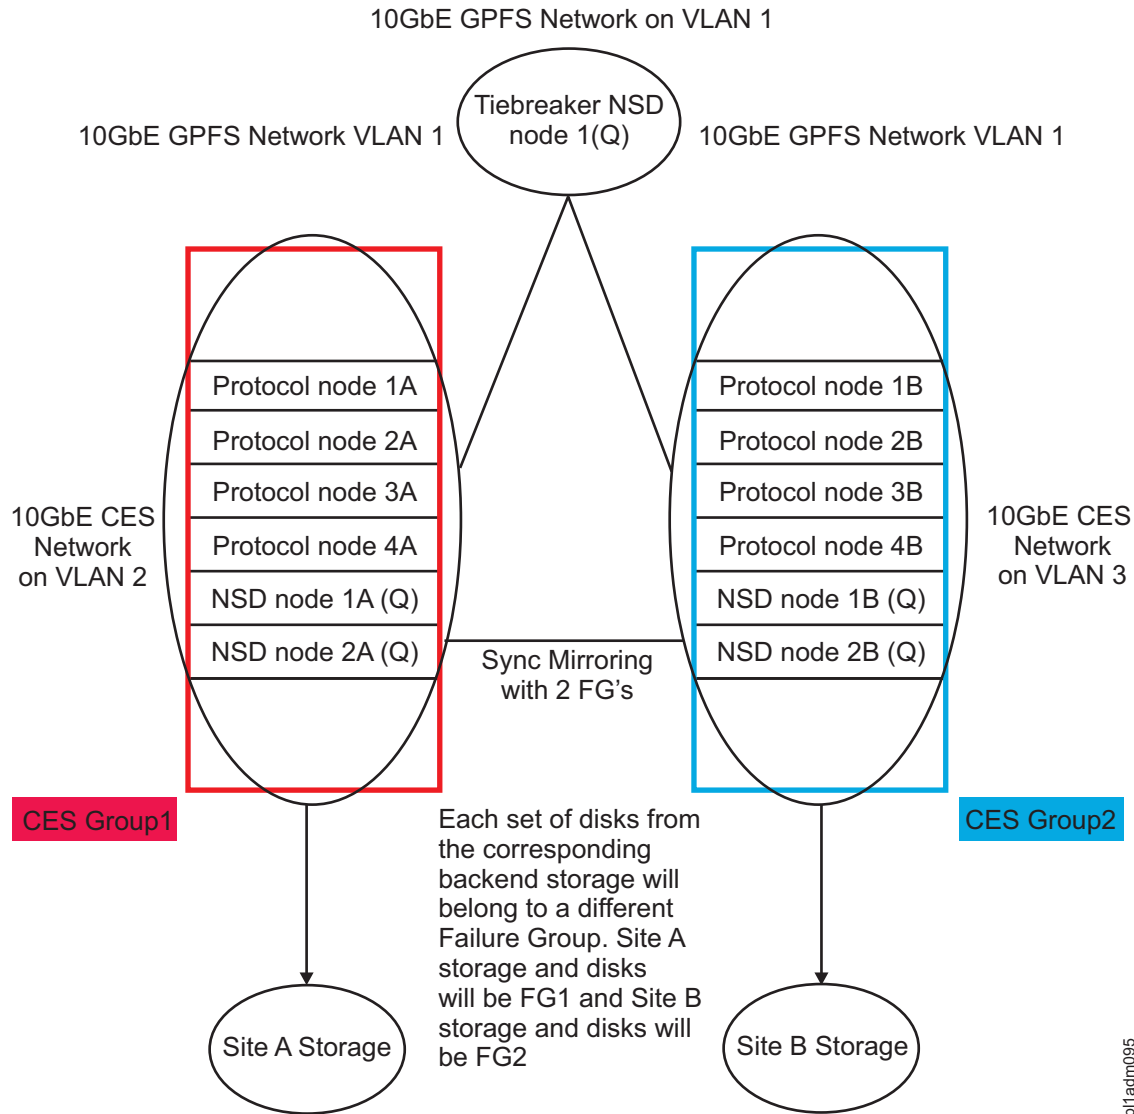 10GbE GPFS Network on VLAN 1
Tiebreaker NSD
node 1(Q)
10GbE GPFS Network VLAN 1
10GbE GPFS Network VLAN 1
Protocol node 1A
Protocol node 2A
Protocol node 3A
Protocol node 4A
NSD node 1A (Q)
NSD node 2A (Q)
10GbE CES
Network
on VLAN 2
Protocol node 1B
Protocol node 2B
Protocol node 3B
Protocol node 4B
NSD node 1B (Q)
NSD node 2B (Q)
10GbE CES
Network
on VLAN 3
Sync Mirroring
with 2 FG's
CES Group1
CES Group2
Each set of disks from
the corresponding
backend storage will
belong to a different
Failure Group. Site A
storage and disks
will be FG1 and Site B
storage and disks will
be FG2
Site A Storage
Site B Storage